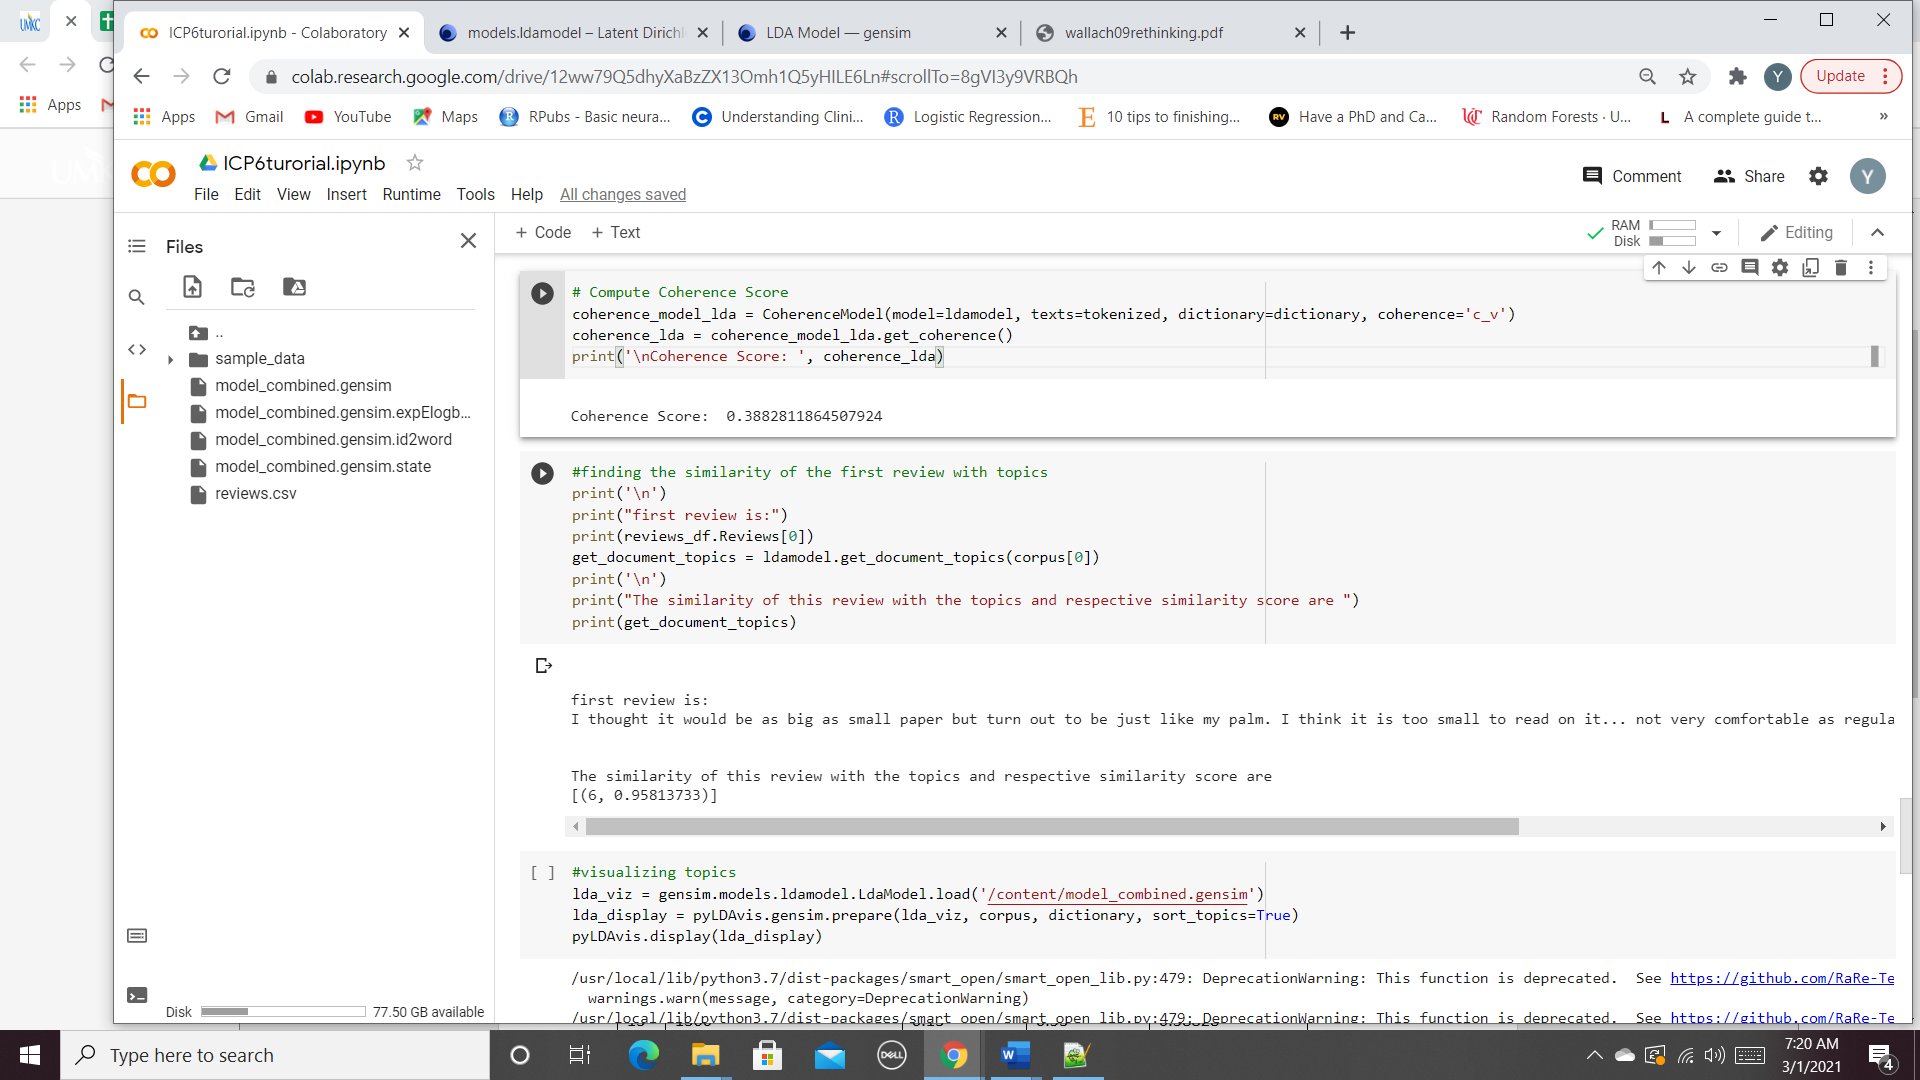 UMKC
ICP6turorial.ipynb - Colaboratory
models.ldamodel – Latent Dirichl
LDA Model — gensim
wallach09rethinking.pdf
colab.research.google.com/drive/12ww79Q5dhyXaBzZX13Omh1Q5yHILE6Ln#scrollTo=8gVI3y9VRBQh
Y
Update
Apps
Apps
Gmail
YouTube
Maps
RPubs - Basic neura...
Understanding Clini...
Logistic Regression...
10 tips to finishing...
Have a PhD and Ca...
Random Forests · U...
A complete guide t...
»
ICP6turorial.ipynb
Comment
Share
Y
File Edit View Insert Runtime Tools Help All changes saved
Files
+ Code + Text
RAM
Disk
Editing
..
sample_data
model_combined.gensim
model_combined.gensim.expElogb...
model_combined.gensim.id2word
model_combined.gensim.state
reviews.csv
Disk 77.50 GB available
# Compute Coherence Score
coherence_model_lda = CoherenceModel(model=ldamodel, texts=tokenized, dictionary=dictionary, coherence='c_v')
coherence_lda = coherence_model_lda.get_coherence()
print('\nCoherence Score: ', coherence_lda)
Coherence Score:  0.3882811864507924
#finding the similarity of the first review with topics
print('\n')
print("first review is:")
print(reviews_df.Reviews[0])
get_document_topics = ldamodel.get_document_topics(corpus[0])
print('\n')
print("The similarity of this review with the topics and respective similarity score are ")
print(get_document_topics)
first review is:
I thought it would be as big as small paper but turn out to be just like my palm. I think it is too small to read on it... not very comfortable as regula
The similarity of this review with the topics and respective similarity score are
[(6, 0.95813733)]
[ ] #visualizing topics
lda_viz = gensim.models.ldamodel.LdaModel.load('/content/model_combined.gensim')
lda_display = pyLDAvis.gensim.prepare(lda_viz, corpus, dictionary, sort_topics=True)
pyLDAvis.display(lda_display)
/usr/local/lib/python3.7/dist-packages/smart_open/smart_open_lib.py:479: DeprecationWarning: This function is deprecated.  See https://github.com/RaRe-Te
warnings.warn(message, category=DeprecationWarning)
/usr/local/lib/python3.7/dist-packages/smart_open/smart_open_lib.py:479: DeprecationWarning: This function is deprecated.  See https://github.com/RaRe-Te
Type here to search
DELL
7:20 AM
3/1/2021
4